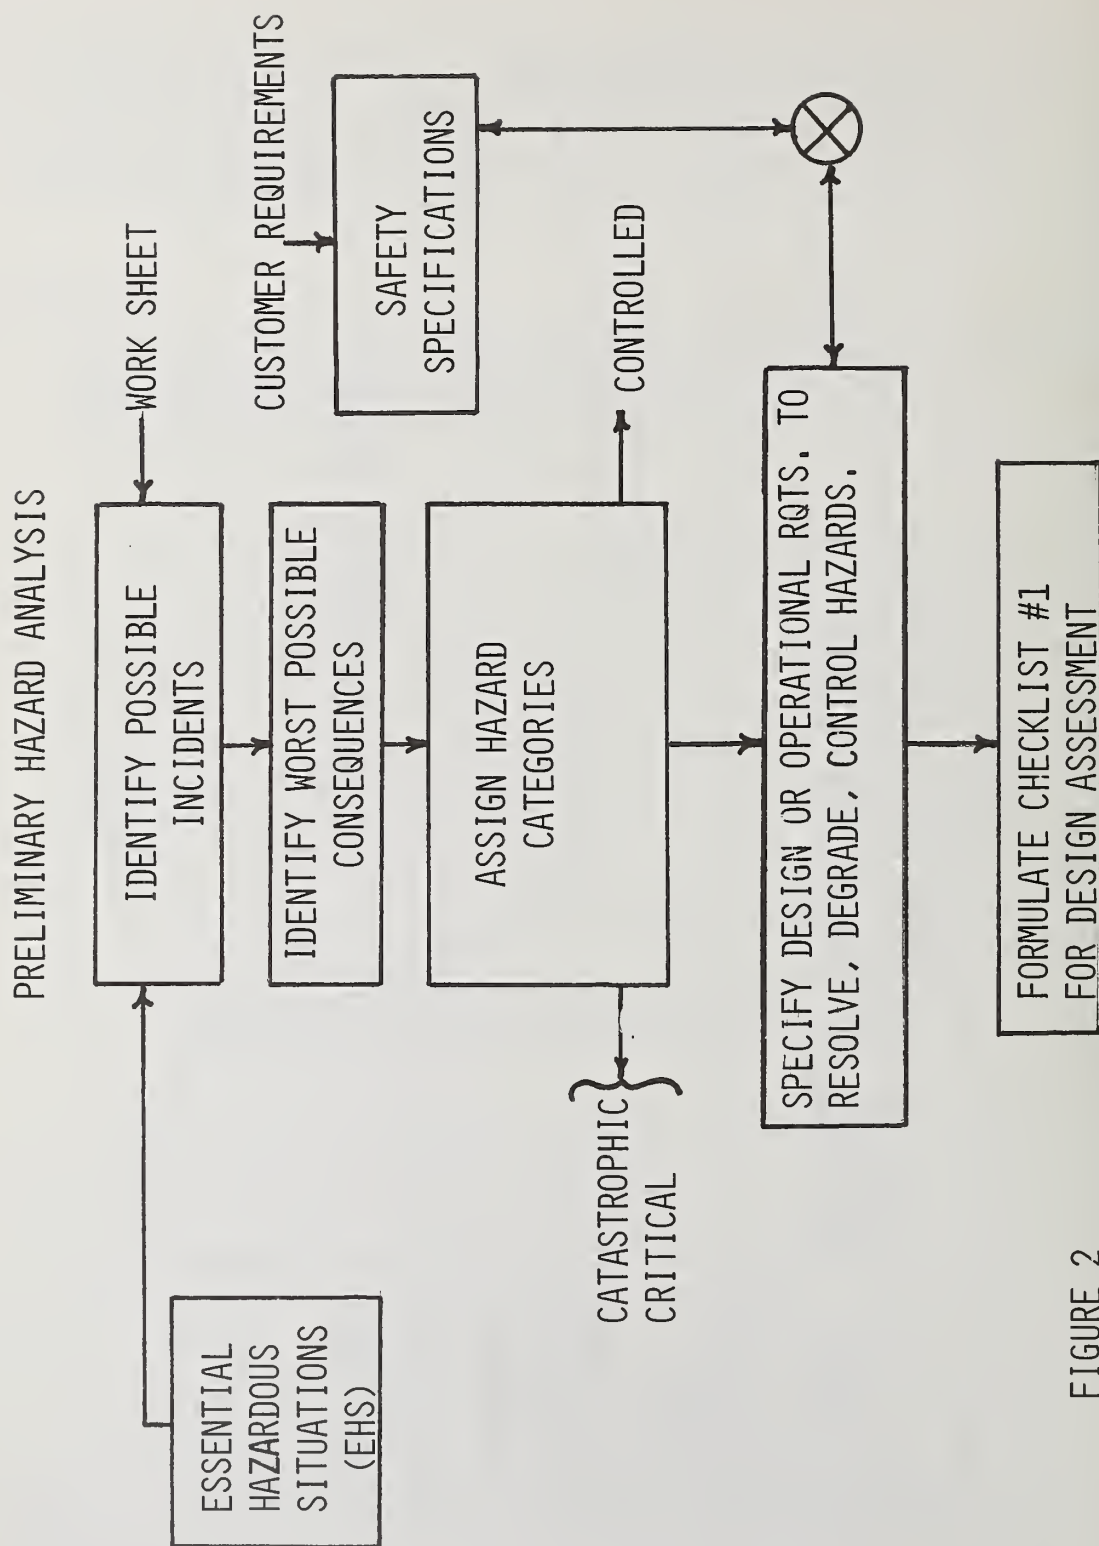 PRELIMINARY HAZARD ANALYSIS
ESSENTIAL
HAZARDOUS
SITUATIONS
(EHS)
IDENTIFY POSSIBLE
INCIDENTS
WORK SHEET
IDENTIFY WORST POSSIBLE
CONSEQUENCES
CUSTOMER REQUIREMENTS
SAFETY
SPECIFICATIONS
ASSIGN HAZARD
CATEGORIES
CATASTROPHIC
CRITICAL
CONTROLLED
SPECIFY DESIGN OR OPERATIONAL RQTS. TO
RESOLVE, DEGRADE, CONTROL HAZARDS.
FORMULATE CHECKLIST #1
FOR DESIGN ASSESSMENT
FIGURE 2